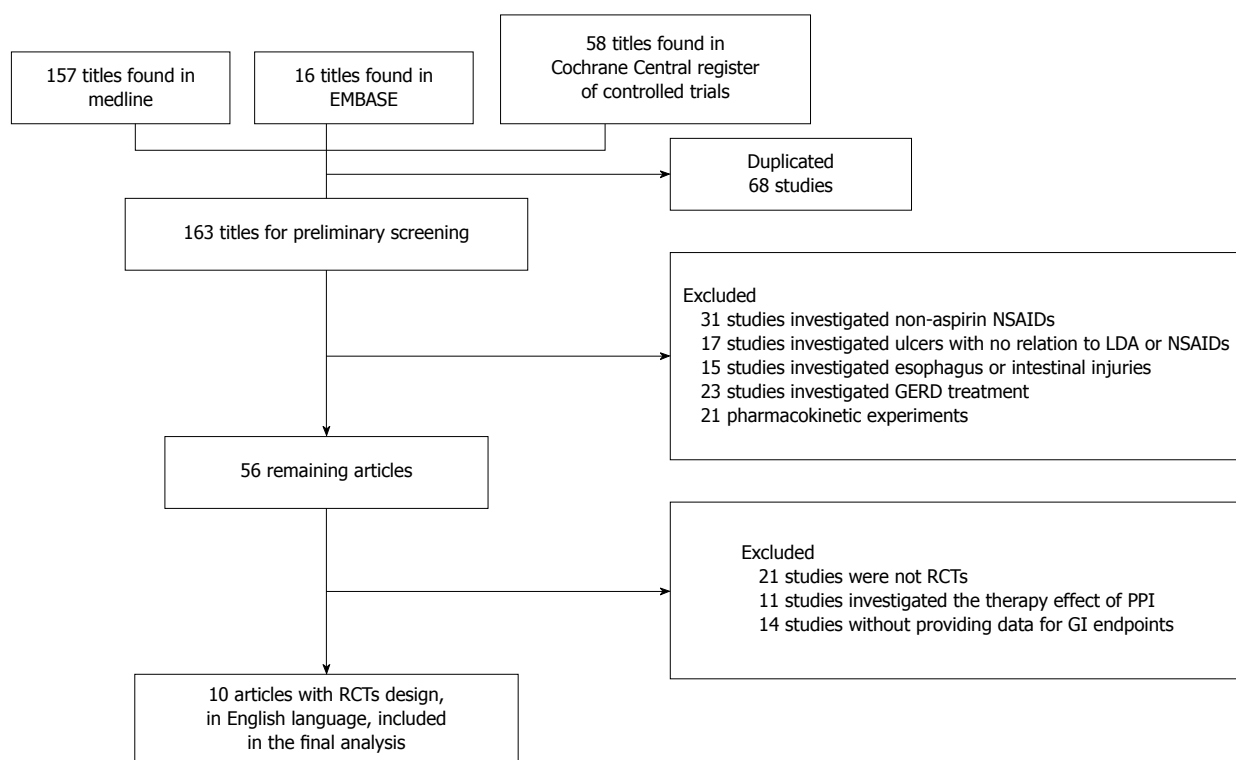 157 titles found in
medline
16 titles found in
EMBASE
58 titles found in
Cochrane Central register
of controlled trials
Duplicated
68 studies
163 titles for preliminary screening
Excluded
31 studies investigated non-aspirin NSAIDs
17 studies investigated ulcers with no relation to LDA or NSAIDs
15 studies investigated esophagus or intestinal injuries
23 studies investigated GERD treatment
21 pharmacokinetic experiments
56 remaining articles
Excluded
21 studies were not RCTs
11 studies investigated the therapy effect of PPI
14 studies without providing data for GI endpoints
10 articles with RCTs design,
in English language, included
in the final analysis